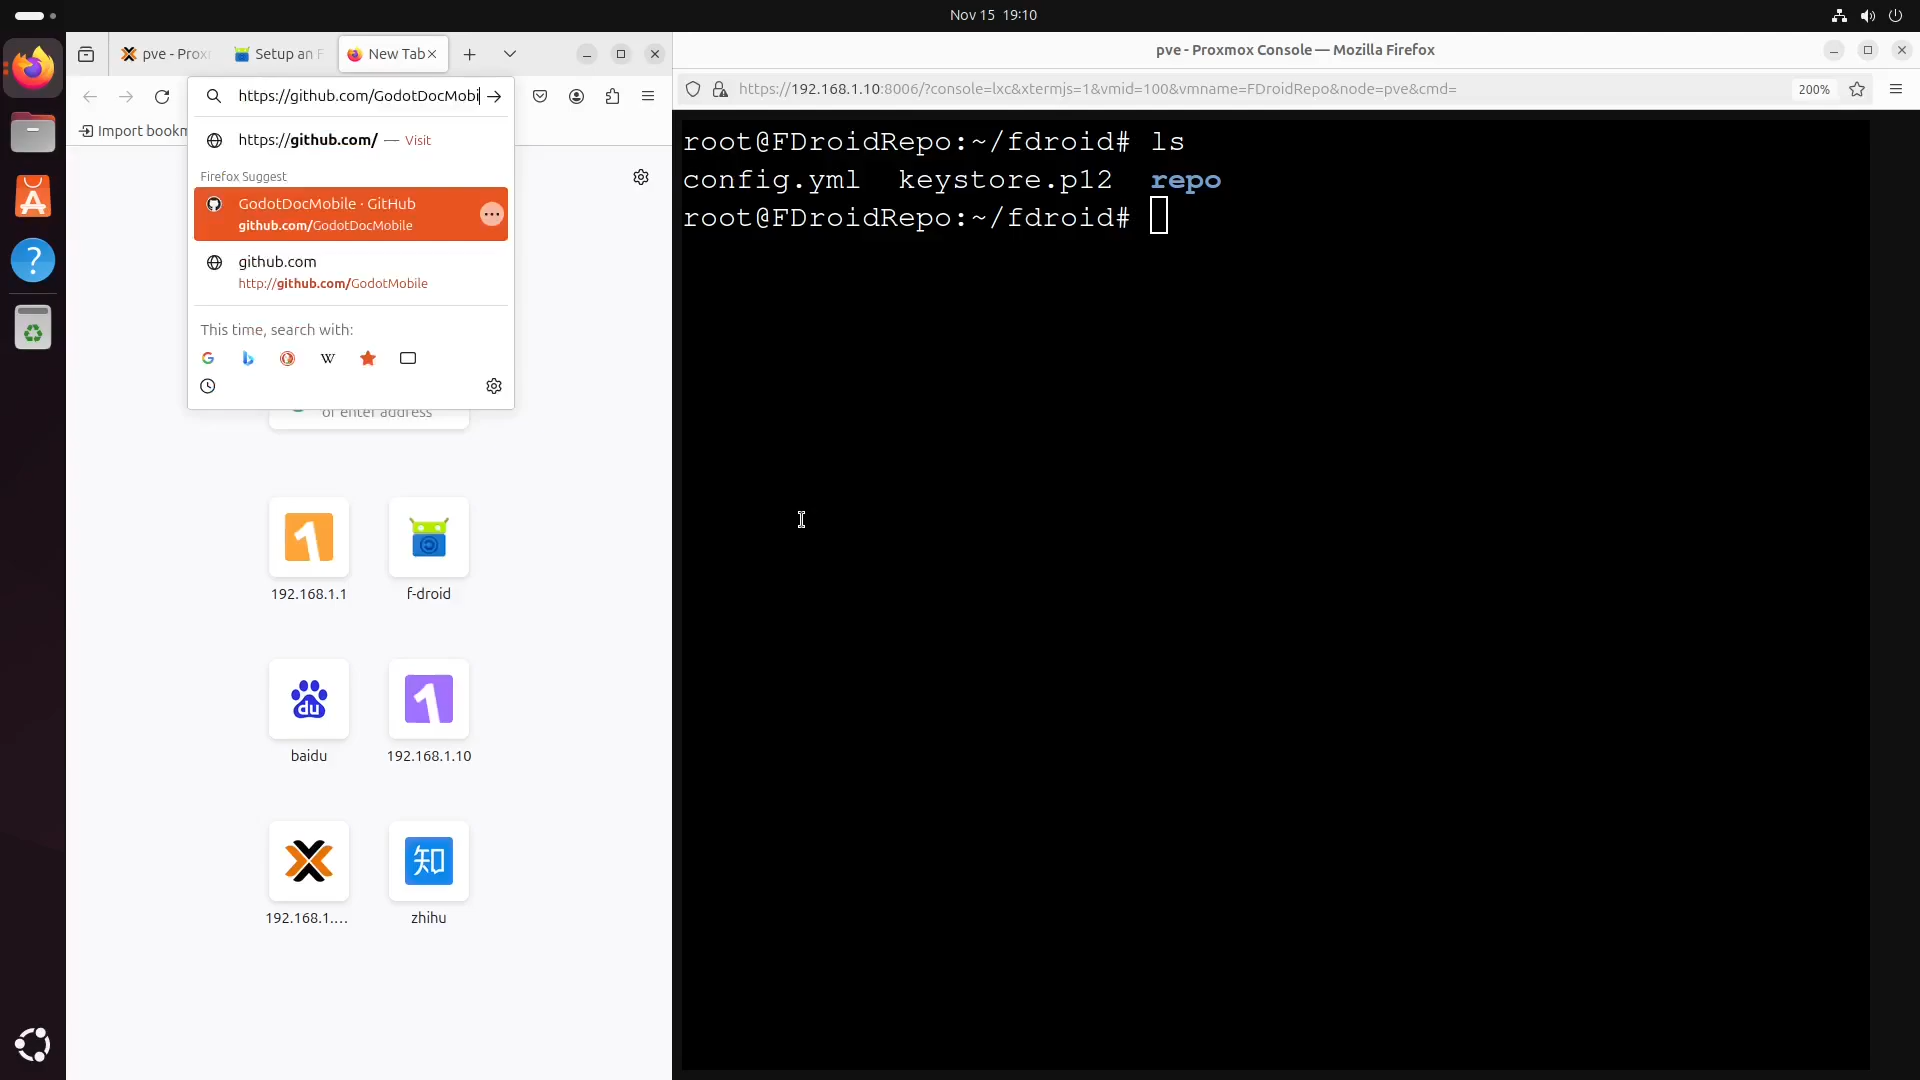 Nov 15 19:10
pve - Prox
Setup an F
New Tab
https://github.com/GodotDocMobi
Import bookm
https://github.com/ — Visit
Firefox Suggest
GodotDocMobile · GitHub
github.com/GodotDocMobile
github.com
http://github.com/GodotMobile
This time, search with:
or enter address
192.168.1.1
f-droid
du
baidu
192.168.1.10
知
192.168.1.…
zhihu
pve - Proxmox Console — Mozilla Firefox
https://192.168.1.10:8006/?console=lxc&xtermjs=1&vmid=100&vmname=FDroidRepo&node=pve&cmd=
200%
root@FDroidRepo:~/fdroid# ls
config.yml keystore.p12 repo
root@FDroidRepo:~/fdroid#